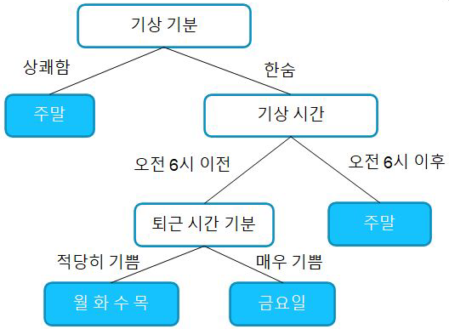 기상 기분
상쾌함
한숨
주말
기상 시간
오전 6시 이전
오전 6시 이후
퇴근 시간 기분
주말
적당히 기쁨
매우 기쁨
월 화 수 목
금요일